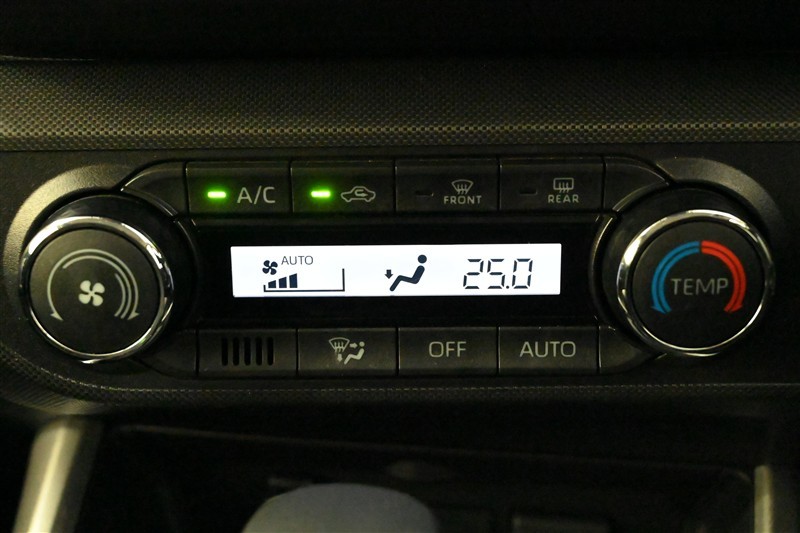 A/C
FRONT
REAR
AUTO
25.0
TEMP
OFF
AUTO